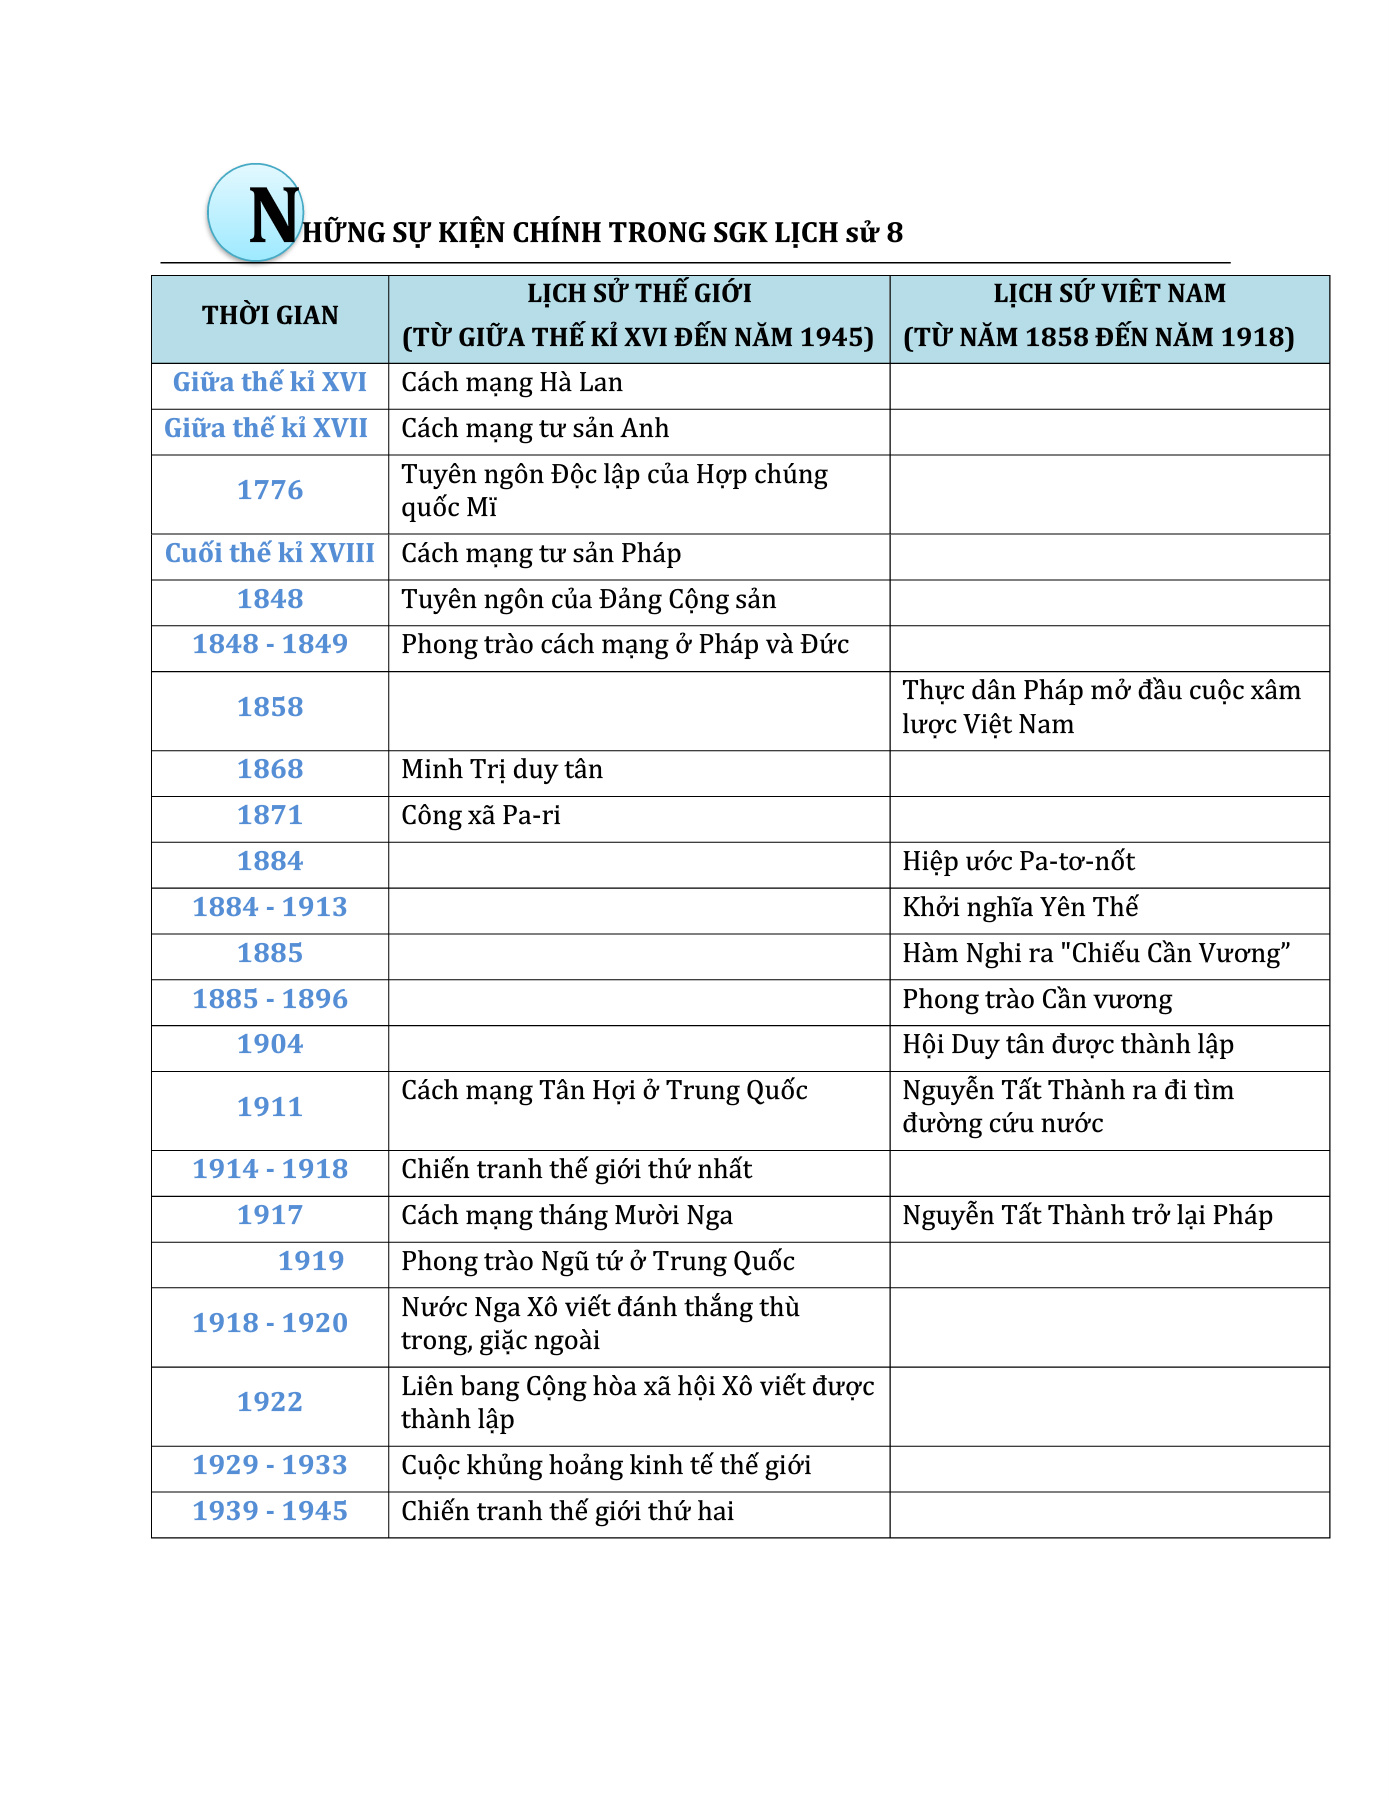 NHỮNG SỰ KIỆN CHÍNH TRONG SGK LỊCH sử 8
THỜI GIAN
LỊCH SỬ THẾ GIỚI
(TỪ GIỮA THẾ KỈ XVI ĐẾN NĂM 1945)
LỊCH SỨ VIÊT NAM
(TỪ NĂM 1858 ĐẾN NĂM 1918)
Giữa thế kỉ XVI
Cách mạng Hà Lan
Giữa thế kỉ XVII
Cách mạng tư sản Anh
1776
Tuyên ngôn Độc lập của Hợp chúng
quốc Mï
Cuối thế kỉ XVIII
Cách mạng tư sản Pháp
1848
Tuyên ngôn của Đảng Cộng sản
1848 - 1849
Phong trào cách mạng ở Pháp và Đức
1858
Thực dân Pháp mở đầu cuộc xâm
lược Việt Nam
1868
Minh Trị duy tân
1871
Công xã Pa-ri
1884
Hiệp ước Pa-tơ-nốt
1884 - 1913
Khởi nghĩa Yên Thế
1885
Hàm Nghi ra "Chiếu Cần Vương”
1885 - 1896
Phong trào Cần vương
1904
Hội Duy tân được thành lập
1911
Cách mạng Tân Hợi ở Trung Quốc
Nguyễn Tất Thành ra đi tìm
đường cứu nước
1914 - 1918
Chiến tranh thế giới thứ nhất
1917
Cách mạng tháng Mười Nga
Nguyễn Tất Thành trở lại Pháp
1919
Phong trào Ngũ tứ ở Trung Quốc
1918 - 1920
Nước Nga Xô viết đánh thắng thù
trong, giặc ngoài
1922
Liên bang Cộng hòa xã hội Xô viết được
thành lập
1929 - 1933
Cuộc khủng hoảng kinh tế thế giới
1939 - 1945
Chiến tranh thế giới thứ hai